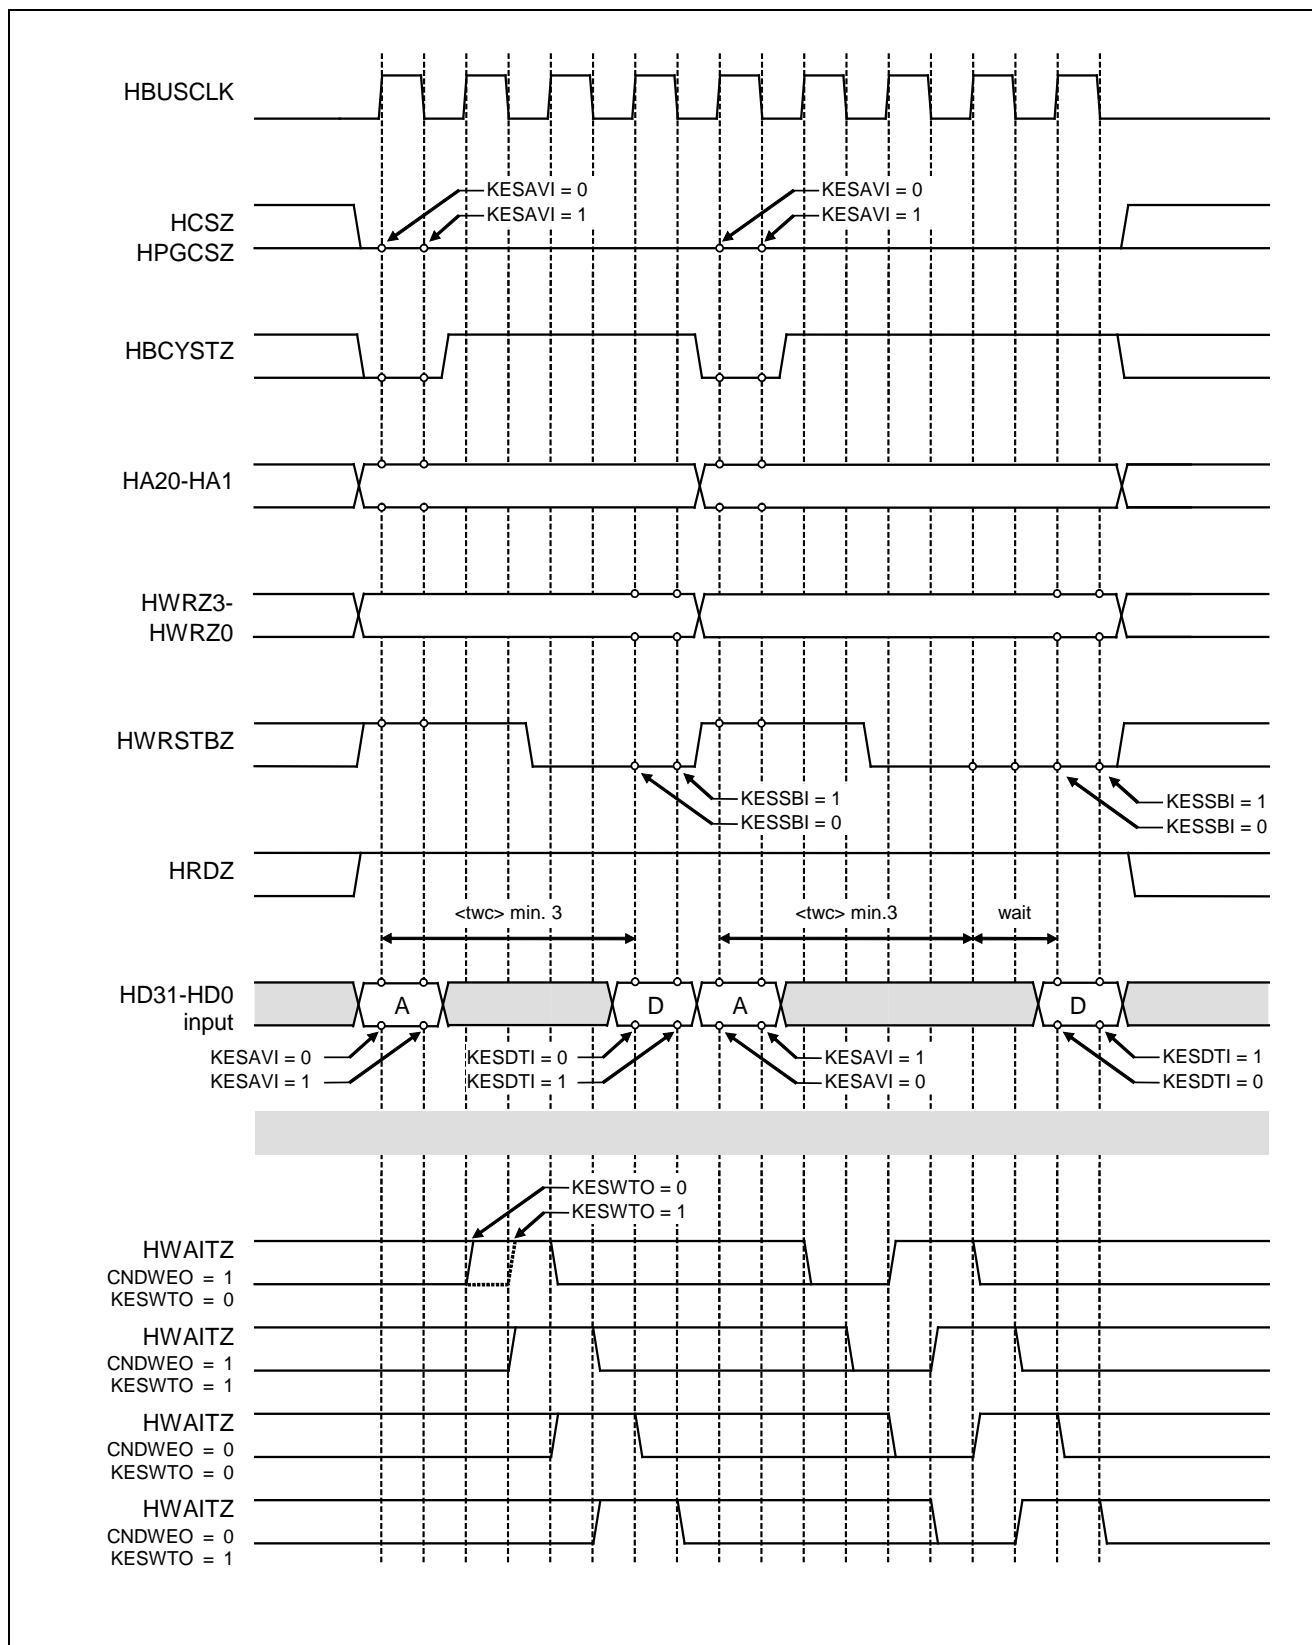 HBUSCLK
KESAVI = 0
KESAVI = 0
KESAVI = 1
KESAVI = 1
HCSZ
HPGCSZ
HBCYSTZ
HA20-HA1
HWRZ3-
HWRZ0
HWRSTBZ
KESSBI = 1
KESSBI = 1
KESSBI = 0
KESSBI = 0
HRDZ
<twc> min. 3
<twc> min.3
wait
HD31-HD0
input
A
D
A
D
KESAVI = 0
KESDTI = 0
KESAVI = 1
KESDTI = 1
KESAVI = 1
KESDTI = 1
KESAVI = 0
KESDTI = 0
KESWTO = 0
KESWTO = 1
HWAITZ
CNDWEO = 1
KESWTO = 0
HWAITZ
CNDWEO = 1
KESWTO = 1
HWAITZ
CNDWEO = 0
KESWTO = 0
HWAITZ
CNDWEO = 0
KESWTO = 1